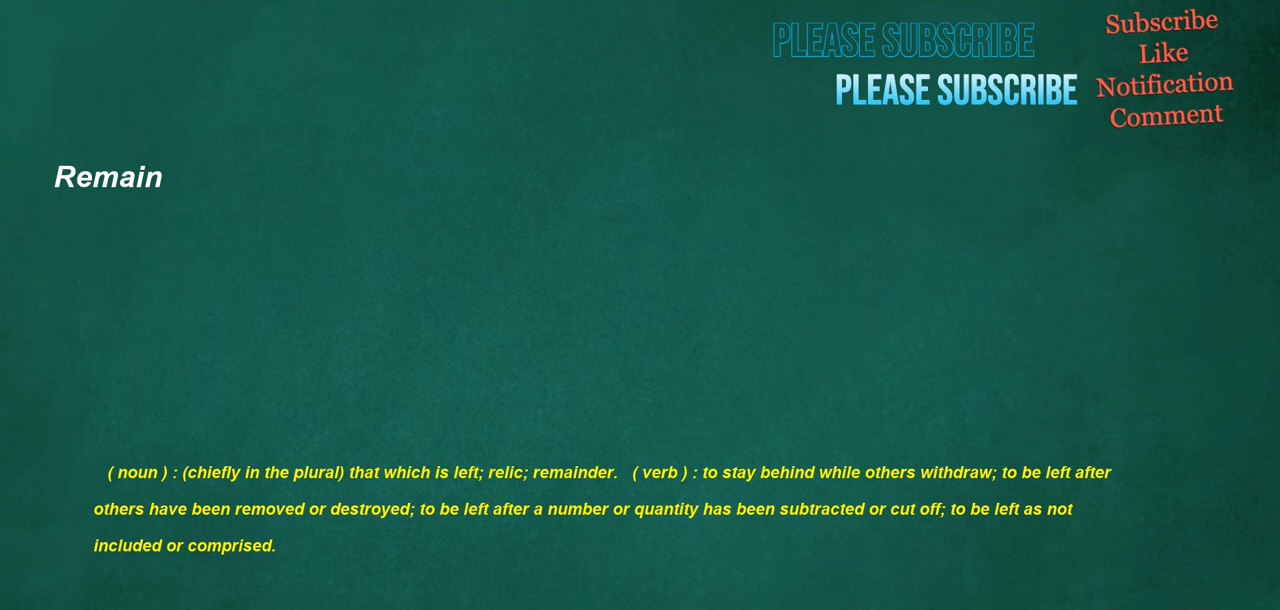 PLEASE SUBSCRIBE
PLEASE SUBSCRIBE
Subscribe
Like
Notification
Comment
Remain
( noun ) : (chiefly in the plural) that which is left; relic; remainder. ( verb ) : to stay behind while others withdraw; to be left after
others have been removed or destroyed; to be left after a number or quantity has been subtracted or cut off; to be left as not
included or comprised.